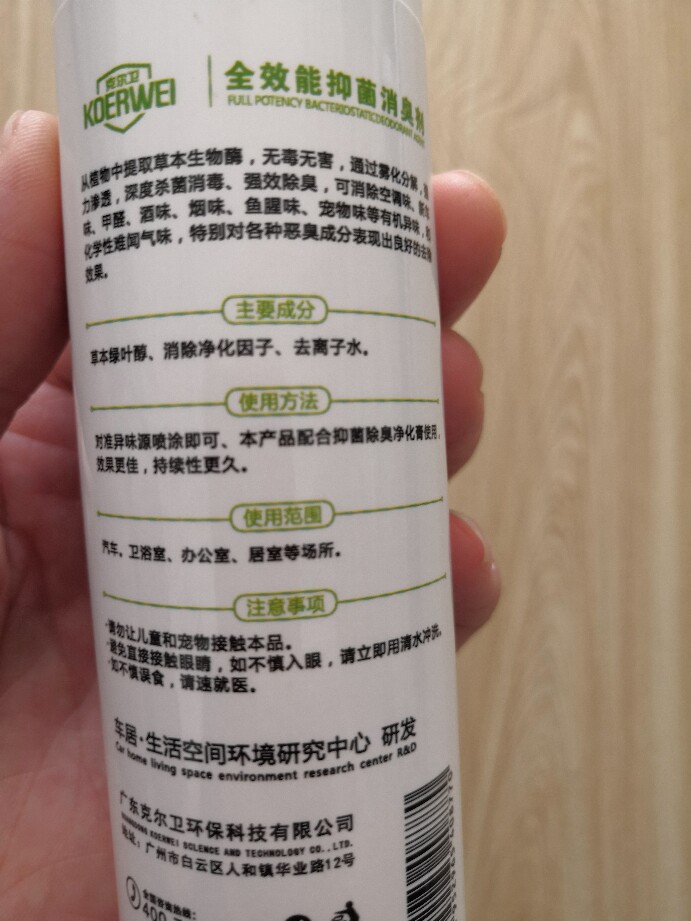 克尔卫
KOERWEI
全效能抑菌消臭剂
FULL POTENCY BACTERIOSTATIC DEODORANT
从植物中提取草本生物酶，无毒无害，通过雾化分解，
力渗透，深度杀菌消毒、强效除臭，可消除空调味、
味、甲醛、酒味、烟味、鱼腥味、宠物味等有机异味，
化学性难闻气味，特别对各种恶臭成分表现出良好的去除
效果。
主要成分
草本绿叶醇、消除净化因子、去离子水。
使用方法
对准异味源喷涂即可、本产品配合抑菌除臭净化膏使用，
效果更佳，持续性更久。
使用范围
汽车，卫浴室、办公室、居室等场所。
注意事项
·请勿让儿童和宠物接触本品。
·避免直接接触眼睛，如不慎入眼，请立即用清水冲洗。
·如不慎误食，请速就医。
车居·生活空间环境研究中心 研发
Car home living space environment research center R&D
广东克尔卫环保科技有限公司
GUANGDONG KOERWEI SCIENCE AND TECHNOLOGY CO.,LTD.
地址：广州市白云区人和镇华业路12号
全国咨询热线：
400